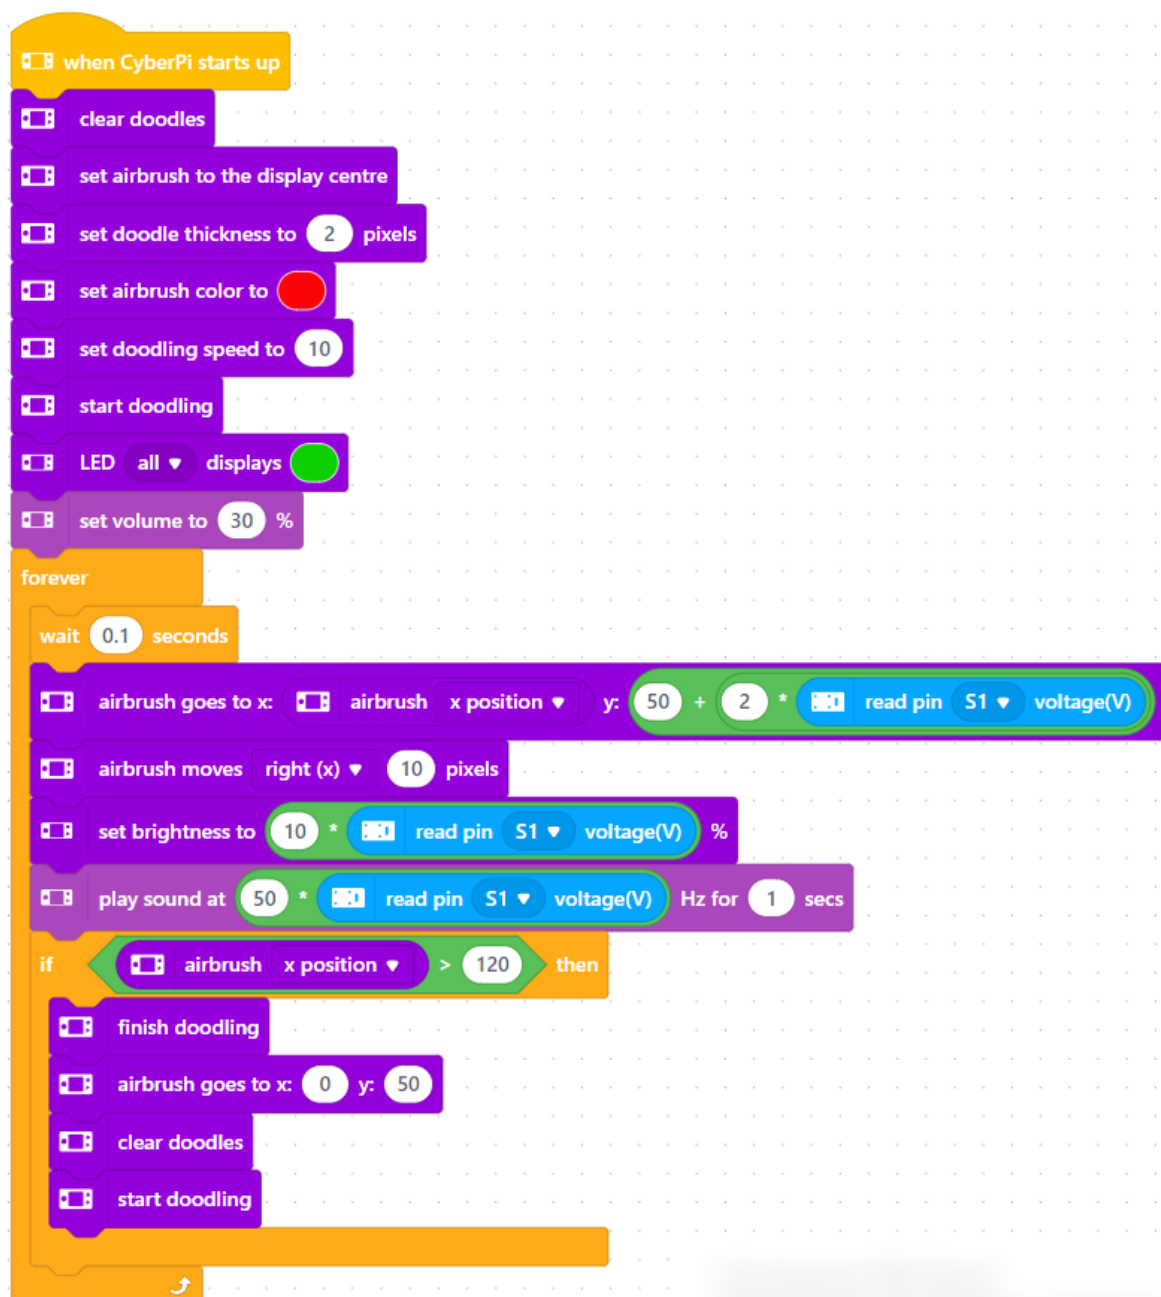 when CyberPi starts up
clear doodles
set airbrush to the display centre
set doodle thickness to 2 pixels
set airbrush color to
set doodling speed to 10
start doodling
LED all displays
set volume to 30 %
forever
wait 0.1 seconds
airbrush goes to x: airbrush x position y: 50 + 2 * read pin S1 voltage(V)
airbrush moves right (x) 10 pixels
set brightness to 10 * read pin S1 voltage(V) %
play sound at 50 * read pin S1 voltage(V) Hz for 1 secs
if airbrush x position > 120 then
finish doodling
airbrush goes to x: 0 y: 50
clear doodles
start doodling